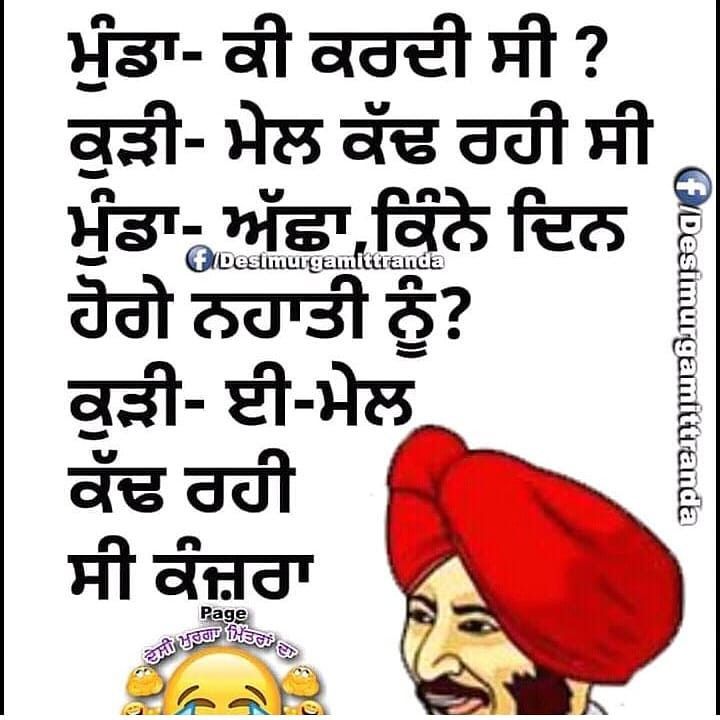 ਮੁੰਡਾ- ਕੀ ਕਰਦੀ ਸੀ ?
ਕੁੜੀ- ਮੇਲ ਕੱਢ ਰਹੀ ਸੀ
ਮੁੰਡਾ- ਅੱਛਾ,ਕਿੰਨੇ ਦਿਨ
f/Desimurgamittranda
ਹੋਗੇ ਨਹਾਤੀ ਨੂੰ?
ਕੁੜੀ- ਈ-ਮੇਲ
ਕੱਢ ਰਹੀ
ਸੀ ਕੰਜ਼ਰਾ
Page
ਦੇਸੀ ਮੁਰਗਾ ਮਿੱਤਰਾਂ ਦਾ
f/Desimurgamittranda